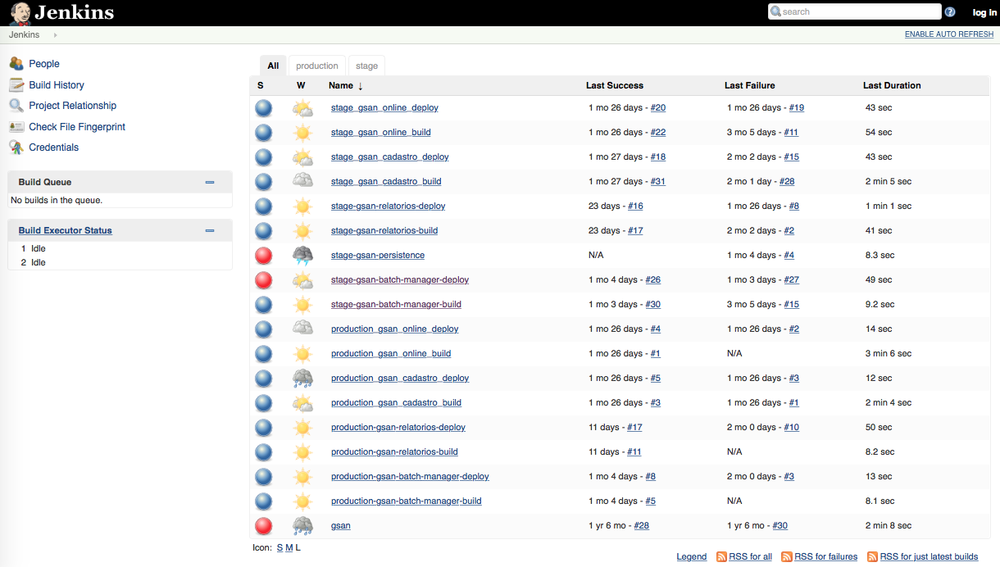 Jenkins
search
log in
Jenkins
ENABLE AUTO REFRESH
People
Build History
Project Relationship
Check File Fingerprint
Credentials
Build Queue
No builds in the queue.
Build Executor Status
1 Idle
2 Idle
All production stage
S W Name ↓ Last Success Last Failure Last Duration
stage_gsan_online_deploy 1 mo 26 days - #20 1 mo 26 days - #19 43 sec
stage_gsan_online_build 1 mo 26 days - #22 3 mo 5 days - #11 54 sec
stage_gsan_cadastro_deploy 1 mo 27 days - #18 2 mo 2 days - #15 43 sec
stage_gsan_cadastro_build 1 mo 27 days - #31 2 mo 1 day - #28 2 min 5 sec
stage-gsan-relatorios-deploy 23 days - #16 1 mo 26 days - #8 1 min 1 sec
stage-gsan-relatorios-build 23 days - #17 2 mo 2 days - #2 41 sec
stage-gsan-persistence N/A 1 mo 4 days - #4 8.3 sec
stage-gsan-batch-manager-deploy 1 mo 4 days - #26 1 mo 3 days - #27 49 sec
stage-gsan-batch-manager-build 1 mo 3 days - #30 3 mo 5 days - #15 9.2 sec
production_gsan_online_deploy 1 mo 26 days - #4 1 mo 26 days - #2 14 sec
production_gsan_online_build 1 mo 26 days - #1 N/A 3 min 6 sec
production_gsan_cadastro_deploy 1 mo 26 days - #5 1 mo 26 days - #3 12 sec
production_gsan_cadastro_build 1 mo 26 days - #3 1 mo 26 days - #1 2 min 4 sec
production-gsan-relatorios-deploy 11 days - #17 2 mo 0 days - #10 50 sec
production-gsan-relatorios-build 11 days - #11 N/A 8.2 sec
production-gsan-batch-manager-deploy 1 mo 4 days - #8 2 mo 0 days - #3 13 sec
production-gsan-batch-manager-build 1 mo 4 days - #5 N/A 8.1 sec
gsan 1 yr 6 mo - #28 1 yr 6 mo - #30 2 min 8 sec
Icon: S M L
Legend RSS for all RSS for failures RSS for just latest builds